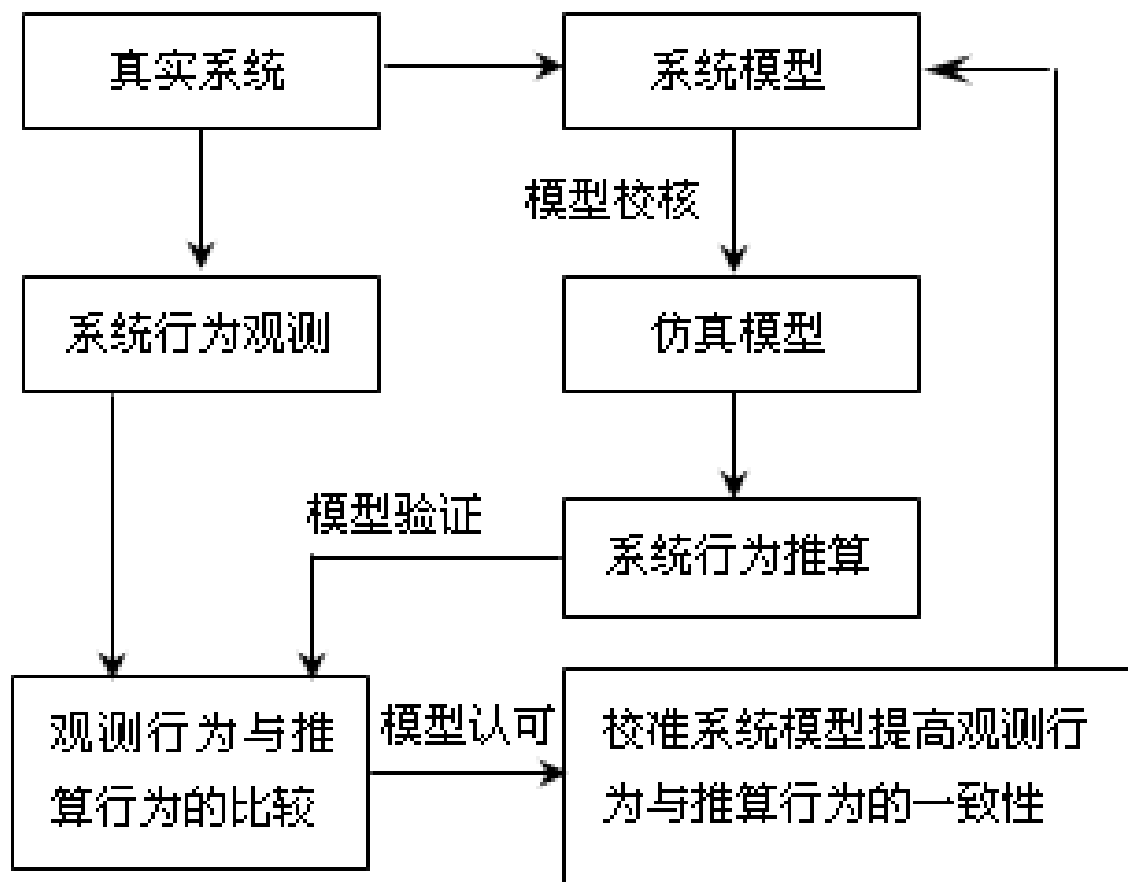 真实系统
系统模型
模型校核
系统行为观测
仿真模型
模型验证
系统行为推算
观测行为与推
算行为的比较
模型认可
校准系统模型提高观测行
为与推算行为的一致性